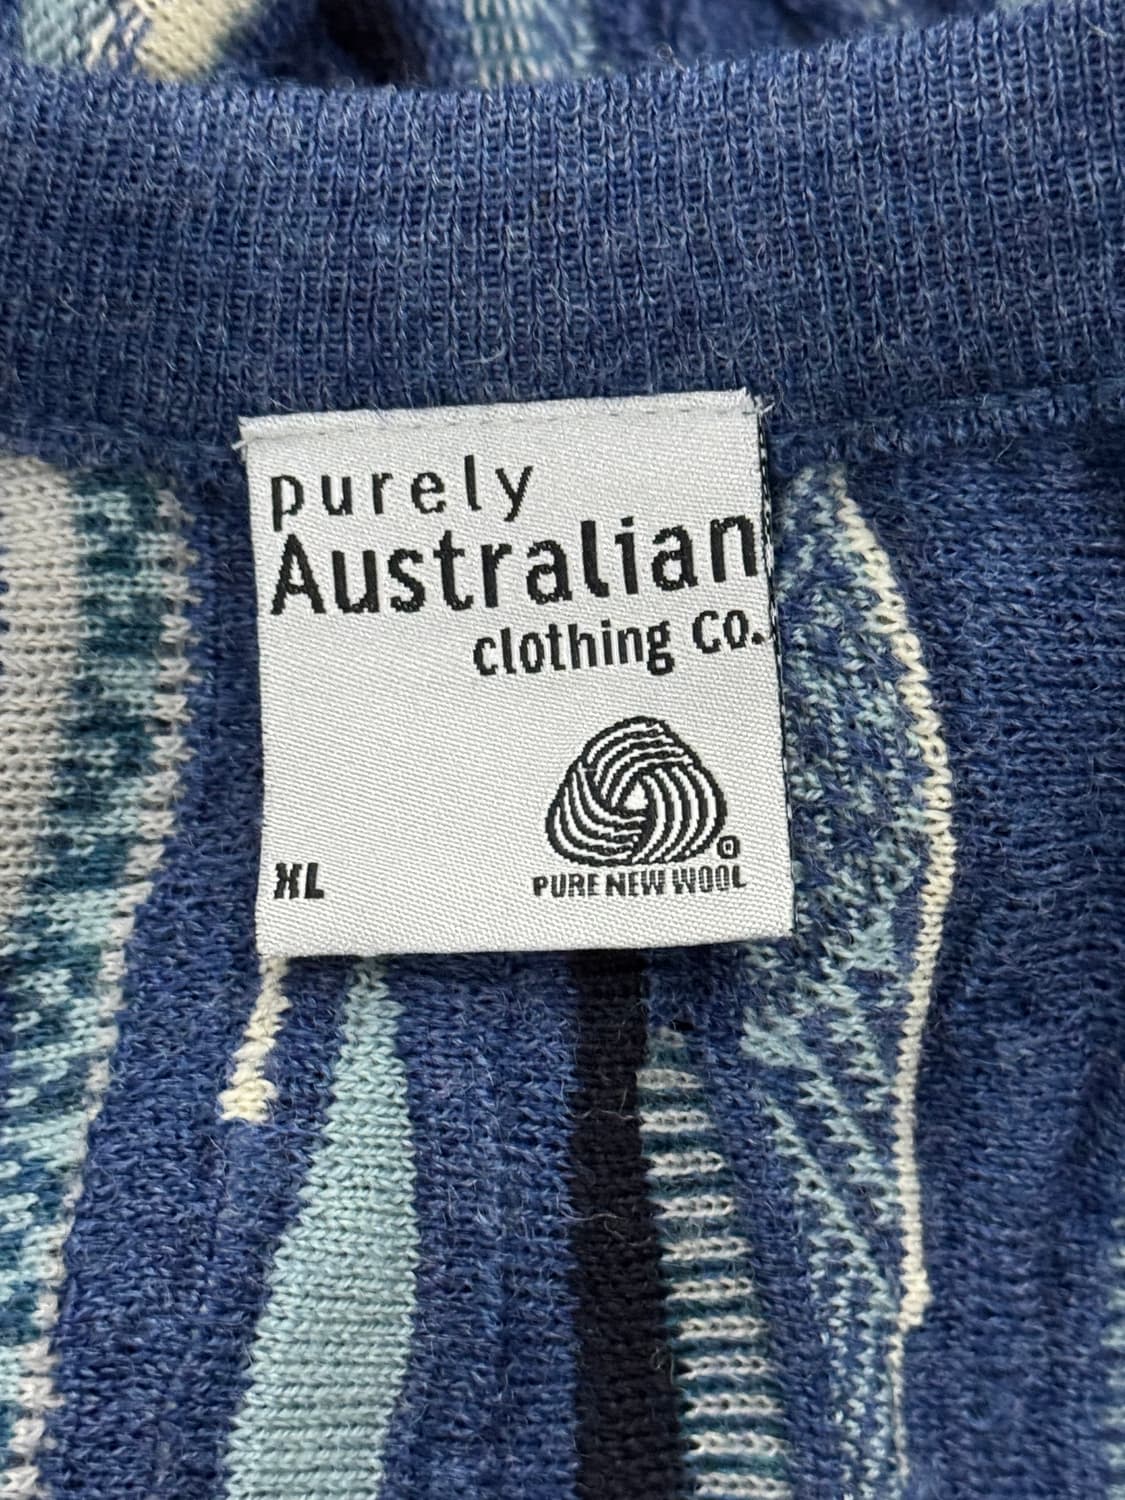 purely
Australian
clothing Co.
XL
PURE NEW WOOL